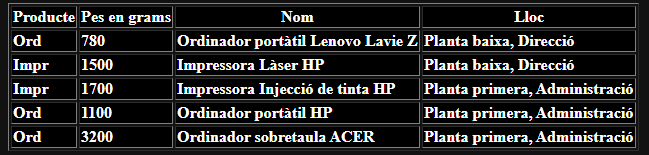 Producte Pes en grams Nom Lloc
Ord 780 Ordinador portàtil Lenovo Lavie Z Planta baixa, Direcció
Impr 1500 Impressora Làser HP Planta baixa, Direcció
Impr 1700 Impressora Injecció de tinta HP Planta primera, Administració
Ord 1100 Ordinador portàtil HP Planta primera, Administració
Ord 3200 Ordinador sobretaula ACER Planta primera, Administració